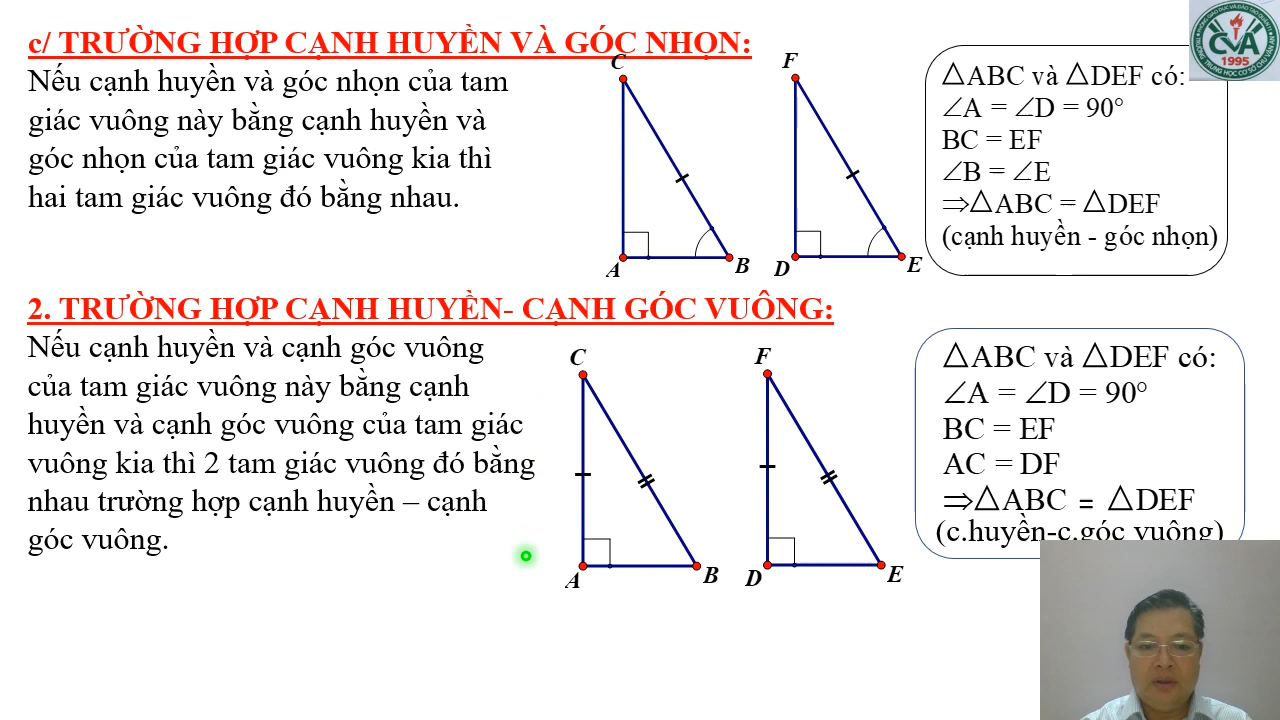 c/ TRƯỜNG HỢP CẠNH HUYỀN VÀ GÓC NHỌN:
Nếu cạnh huyền và góc nhọn của tam
giác vuông này bằng cạnh huyền và
góc nhọn của tam giác vuông kia thì
hai tam giác vuông đó bằng nhau.
C
A
B
F
D
E
△ABC và △DEF có:
∠A = ∠D = 90°
BC = EF
∠B = ∠E
⇒△ABC = △DEF
(cạnh huyền - góc nhọn)
CVA
1995
2. TRƯỜNG HỢP CẠNH HUYỀN- CẠNH GÓC VUÔNG:
Nếu cạnh huyền và cạnh góc vuông
của tam giác vuông này bằng cạnh
huyền và cạnh góc vuông của tam giác
vuông kia thì 2 tam giác vuông đó bằng
nhau trường hợp cạnh huyền – cạnh
góc vuông.
C
A
B
F
D
E
△ABC và △DEF có:
∠A = ∠D = 90°
BC = EF
AC = DF
⇒△ABC = △DEF
(c.huyền-c.góc vuông)